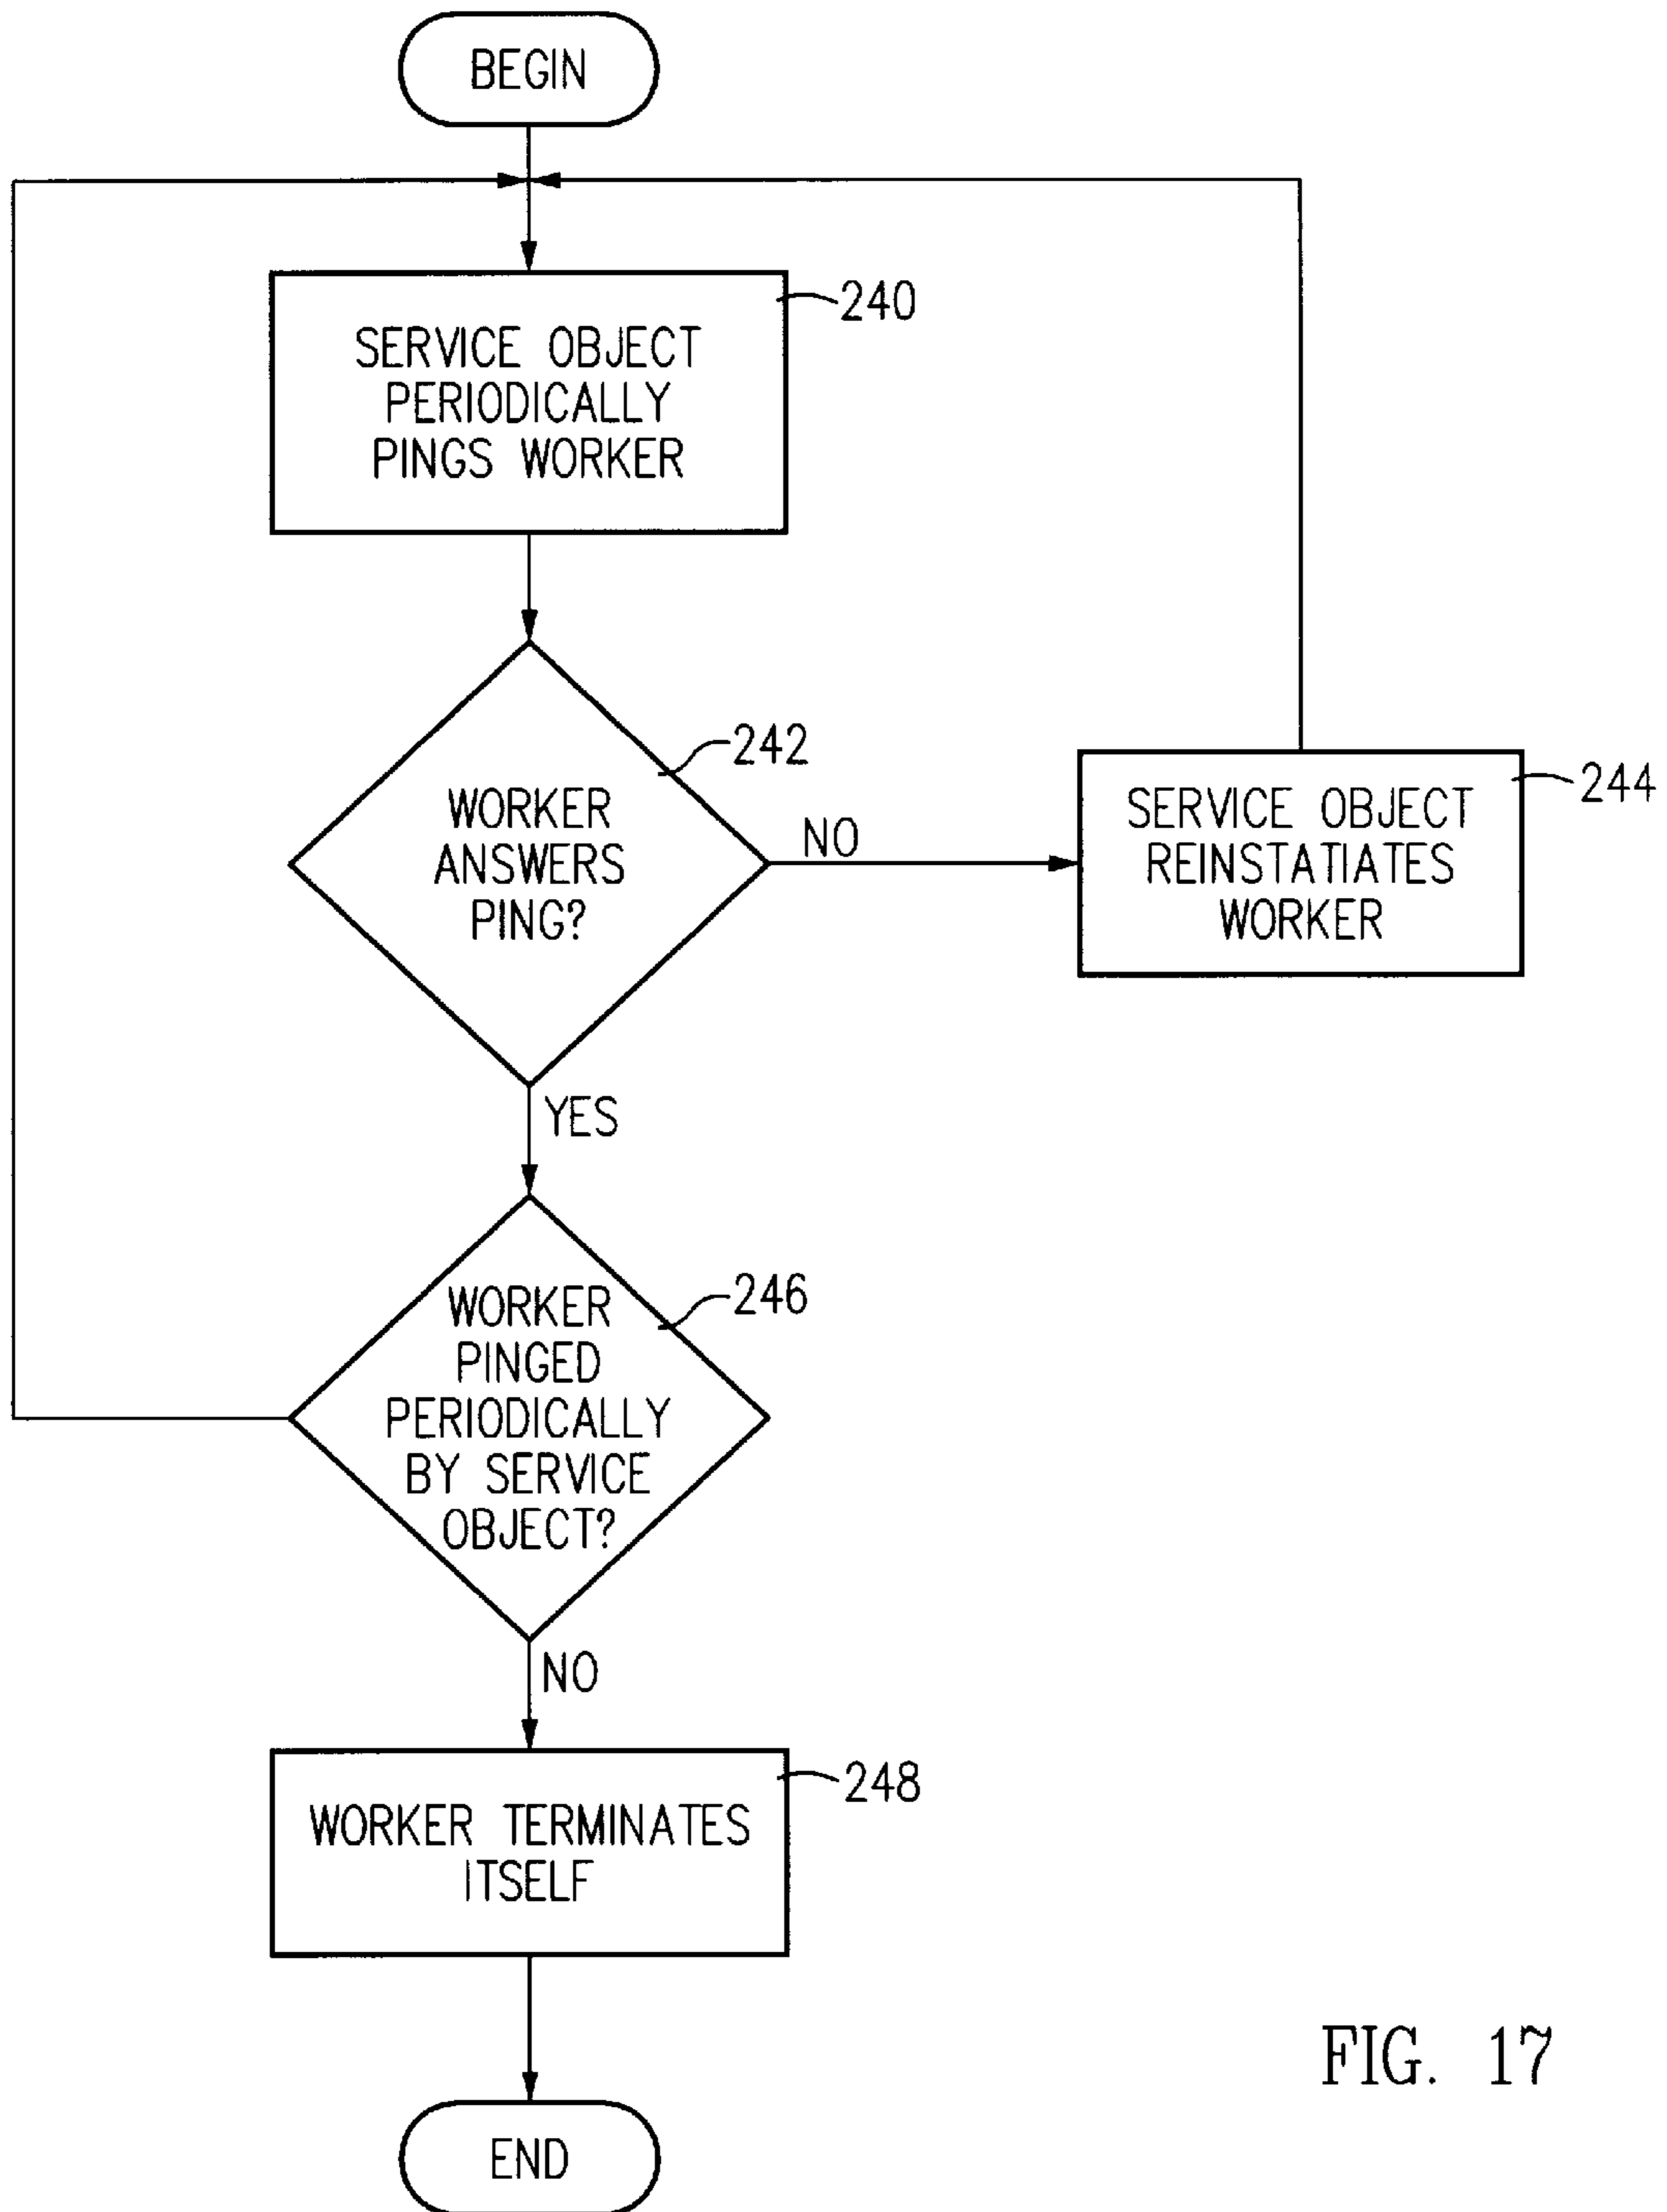 BEGIN
240
SERVICE OBJECT
PERIODICALLY
PINGS WORKER
242
WORKER
ANSWERS
PING?
NO
244
SERVICE OBJECT
REINSTATIATES
WORKER
YES
246
WORKER
PINGED
PERIODICALLY
BY SERVICE
OBJECT?
NO
248
WORKER TERMINATES
ITSELF
END
FIG. 17